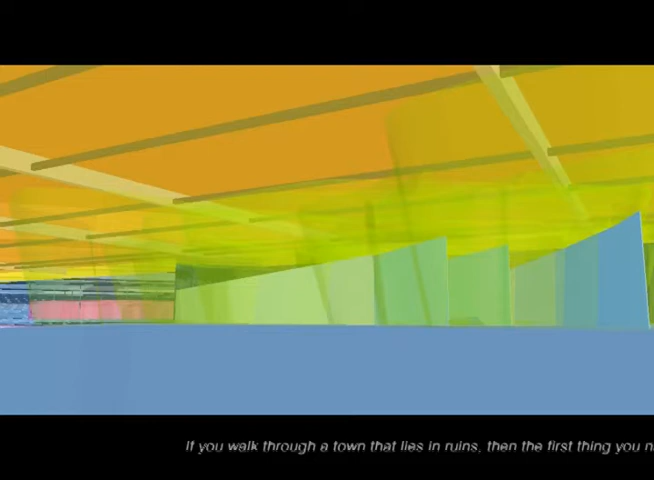 If you walk through a town that lies in ruins, then the first thing you